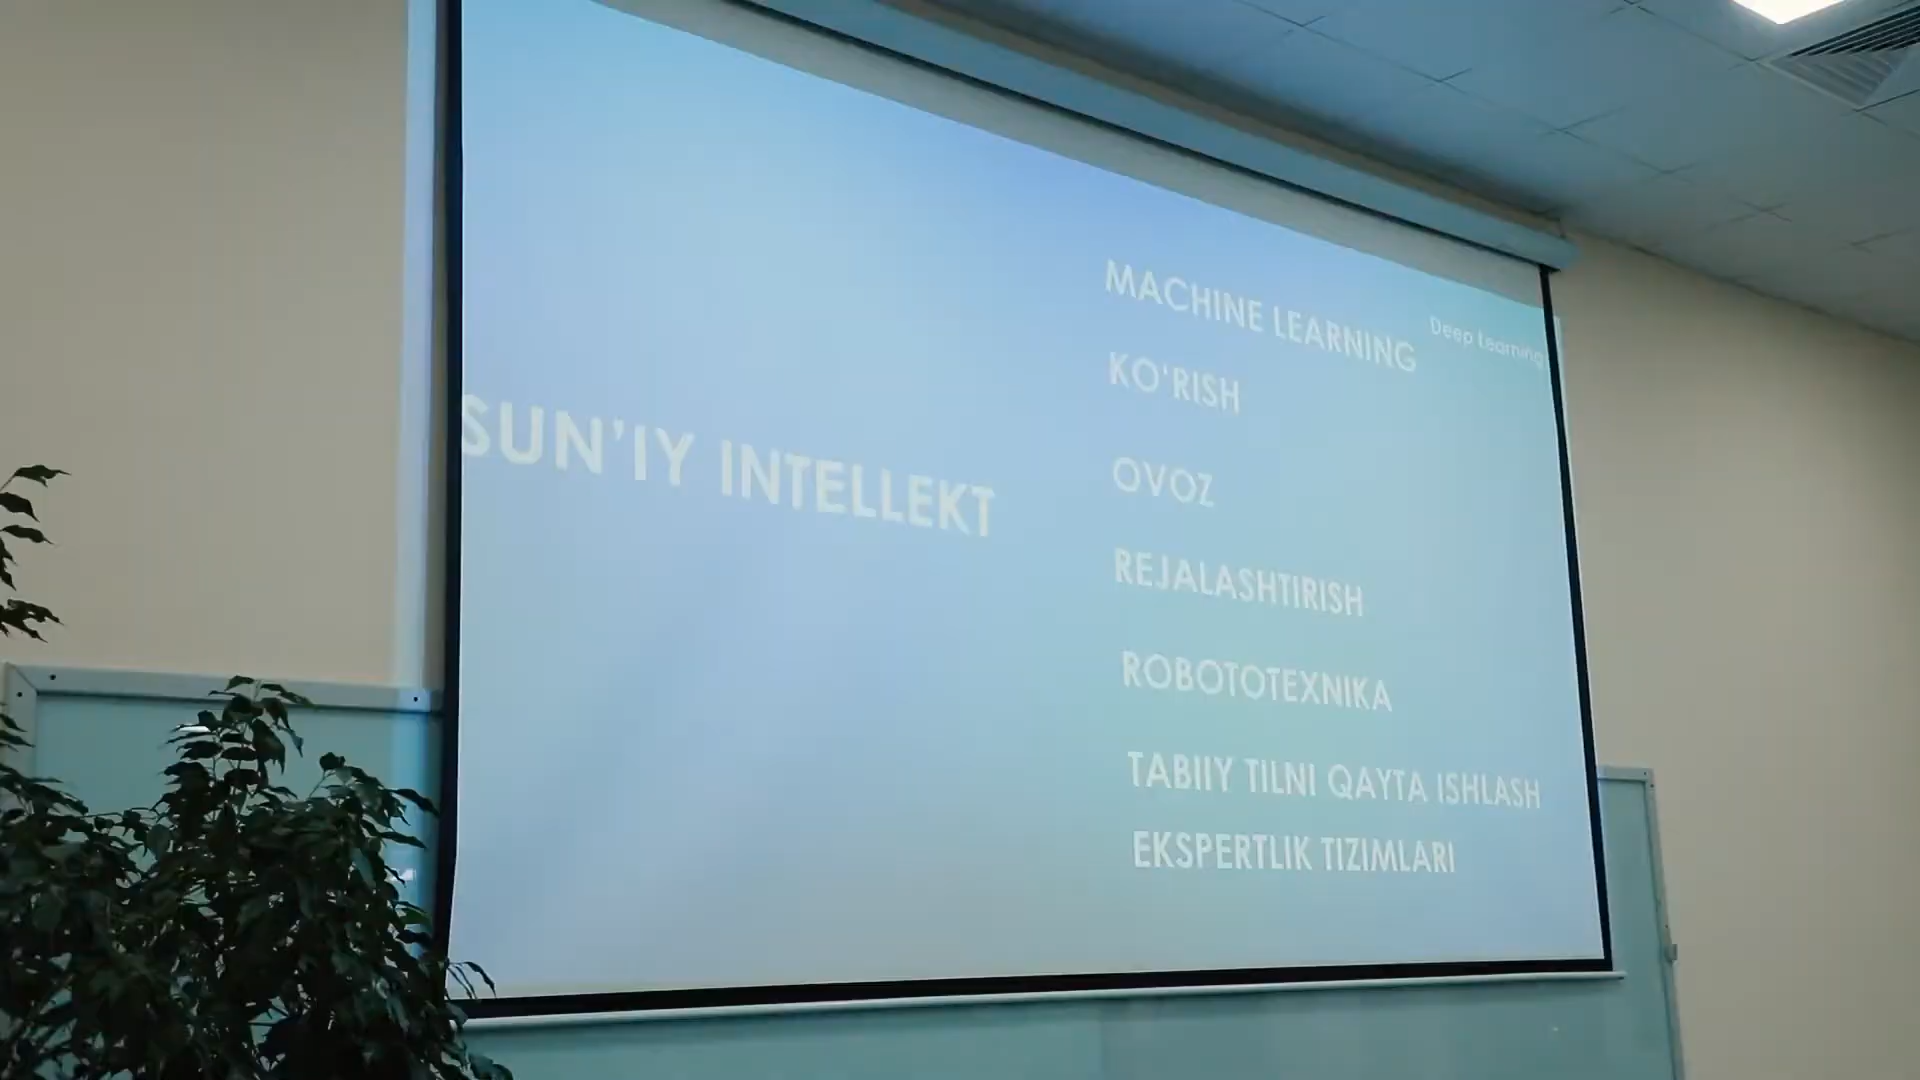 SUN'IY INTELLEKT
MACHINE LEARNING
Deep Learning
KO‘RISH
OVOZ
REJALASHTIRISH
ROBOTOTEXNIKA
TABIIY TILNI QAYTA ISHLASH
EKSPERTLIK TIZIMLARI